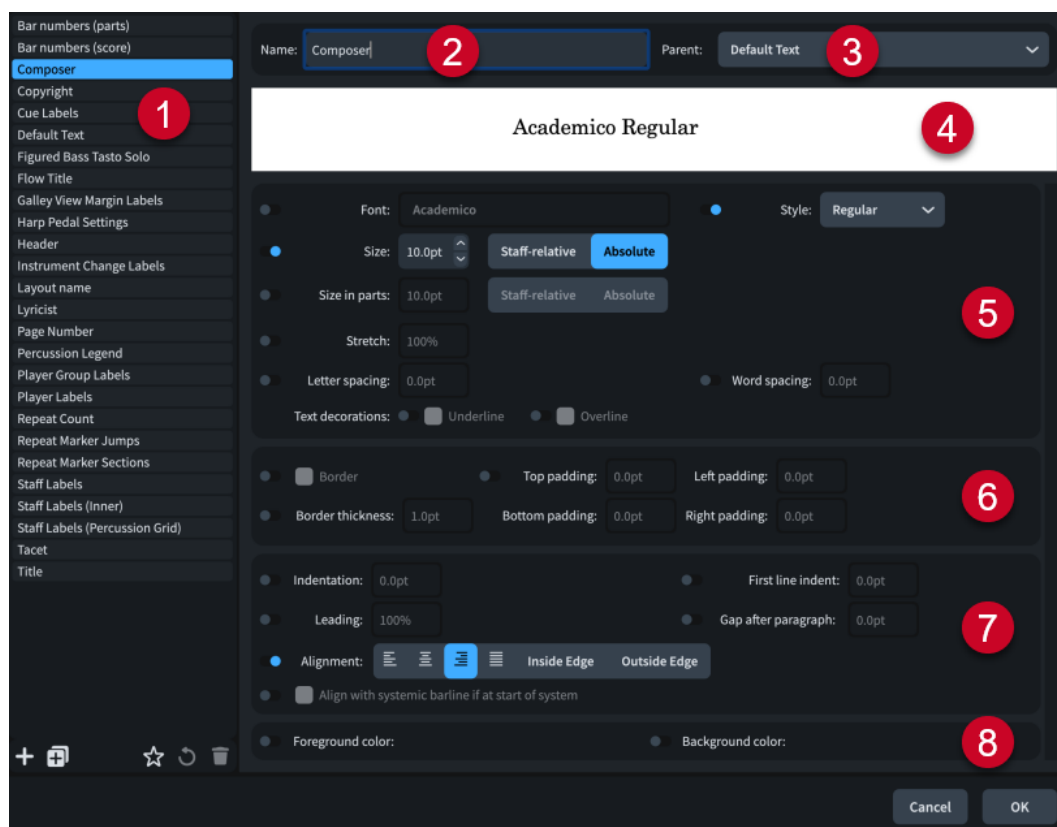 Bar numbers (parts)
Bar numbers (score)
Composer
Copyright
Cue Labels
Default Text
Figured Bass Tasto Solo
Flow Title
Galley View Margin Labels
Harp Pedal Settings
Header
Instrument Change Labels
Layout name
Lyricist
Page Number
Percussion Legend
Player Group Labels
Player Labels
Repeat Count
Repeat Marker Jumps
Repeat Marker Sections
Staff Labels
Staff Labels (Inner)
Staff Labels (Percussion Grid)
Tacet
Title
1
Name: Composer 2 Parent: Default Text 3
Academico Regular 4
Font: Academico Style: Regular
Size: 10.0pt Staff-relative Absolute
Size in parts: 10.0pt Staff-relative Absolute
5
Stretch: 100%
Letter spacing: 0.0pt Word spacing: 0.0pt
Text decorations: Underline Overline
Border Top padding: 0.0pt Left padding: 0.0pt
6
Border thickness: 1.0pt Bottom padding: 0.0pt Right padding: 0.0pt
Indentation: 0.0pt First line indent: 0.0pt
Leading: 100% Gap after paragraph: 0.0pt
7
Alignment: Inside Edge Outside Edge
Align with systemic barline if at start of system
Foreground color: Background color: 8
Cancel OK